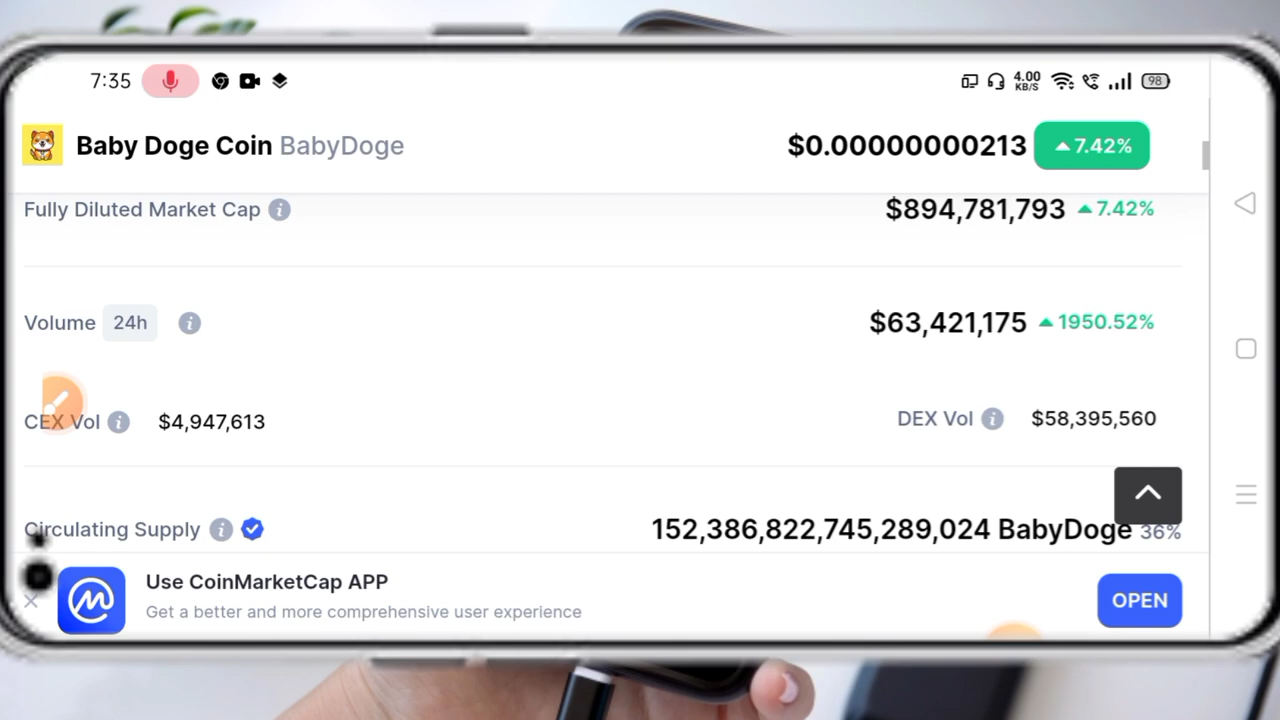 7:35 4.00 KB/S 98
Baby Doge Coin BabyDoge $0.00000000213 7.42%
Fully Diluted Market Cap $894,781,793 7.42%
Volume 24h $63,421,175 1950.52%
CEX Vol $4,947,613 DEX Vol $58,395,560
Circulating Supply 152,386,822,745,289,024 BabyDoge 36%
Use CoinMarketCap APP
Get a better and more comprehensive user experience
OPEN